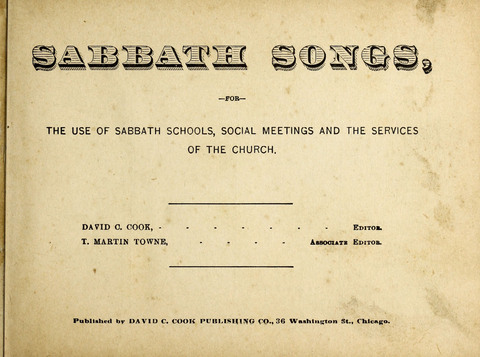 SABBATH SONGS,
—FOR—
THE USE OF SABBATH SCHOOLS, SOCIAL MEETINGS AND THE SERVICES
OF THE CHURCH.
DAVID C. COOK, - - - - - - - EDITOR.
T. MARTIN TOWNE, - - - - ASSOCIATE EDITOR.
Published by DAVID C. COOK PUBLISHING CO., 36 Washington St., Chicago.